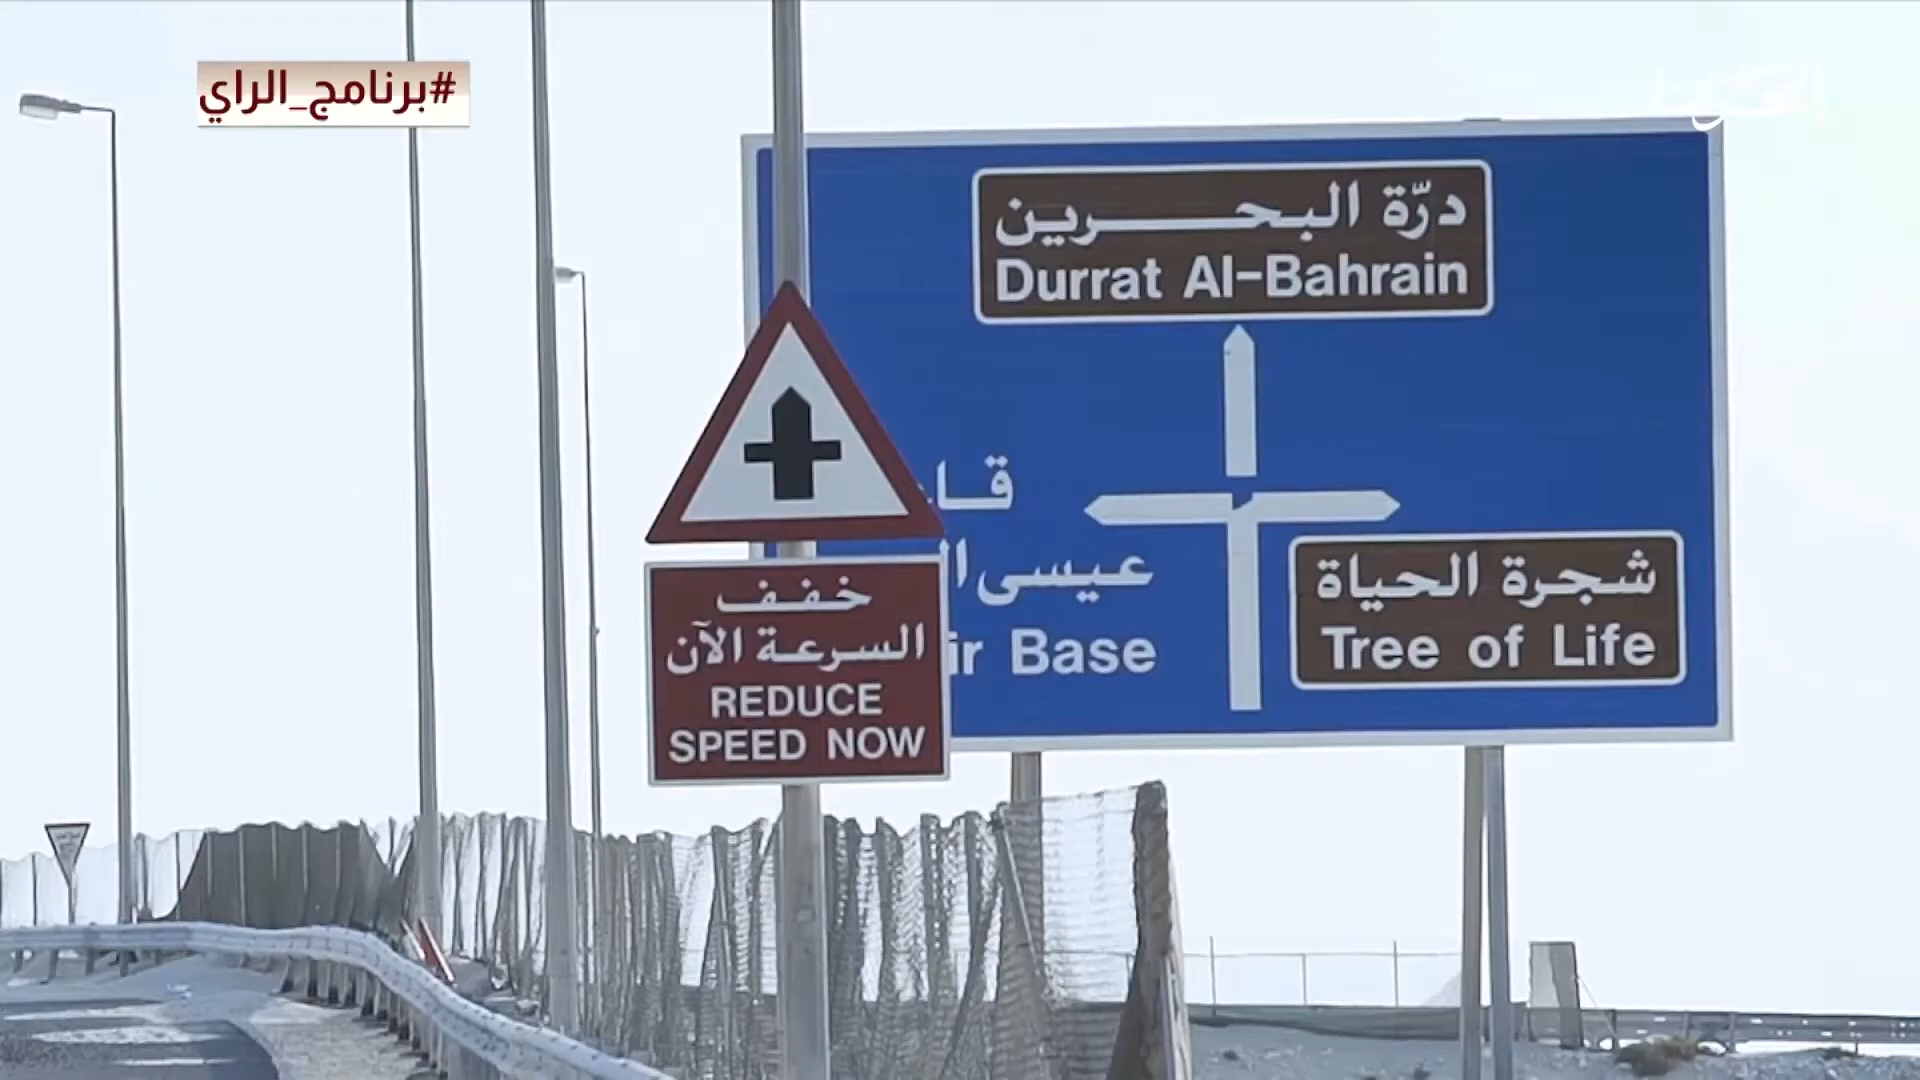 #برنامج_الراي
درّة البحرين
Durrat Al-Bahrain
عيسى
Base
شجرة الحياة
Tree of Life
خفف
السرعة الآن
REDUCE
SPEED NOW